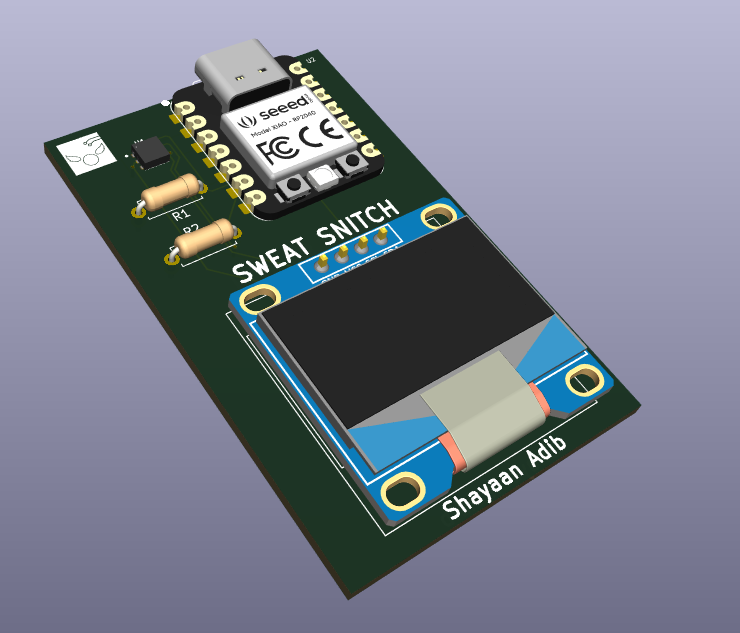 U2
seeed
Model XIAO - RP2040
FC CE
R1
R2
SWEAT SNITCH
Shayaan Adib